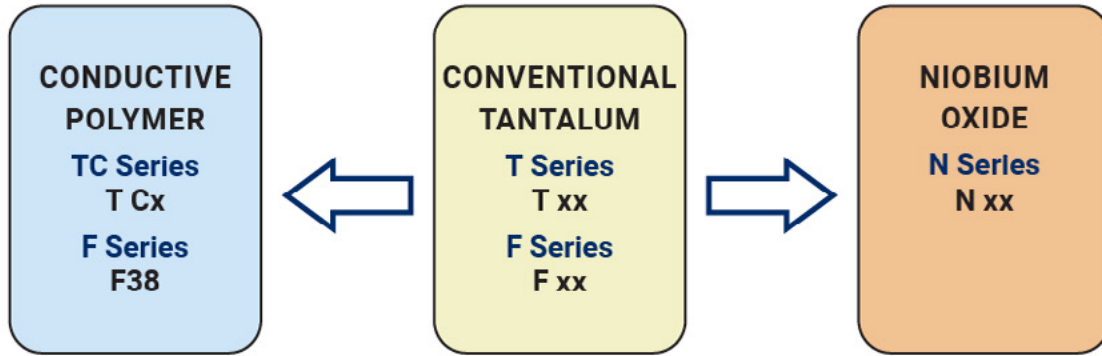 CONDUCTIVE
POLYMER
TC Series
T Cx
F Series
F38
CONVENTIONAL
TANTALUM
T Series
T xx
F Series
F xx
NIOBIUM
OXIDE
N Series
N xx